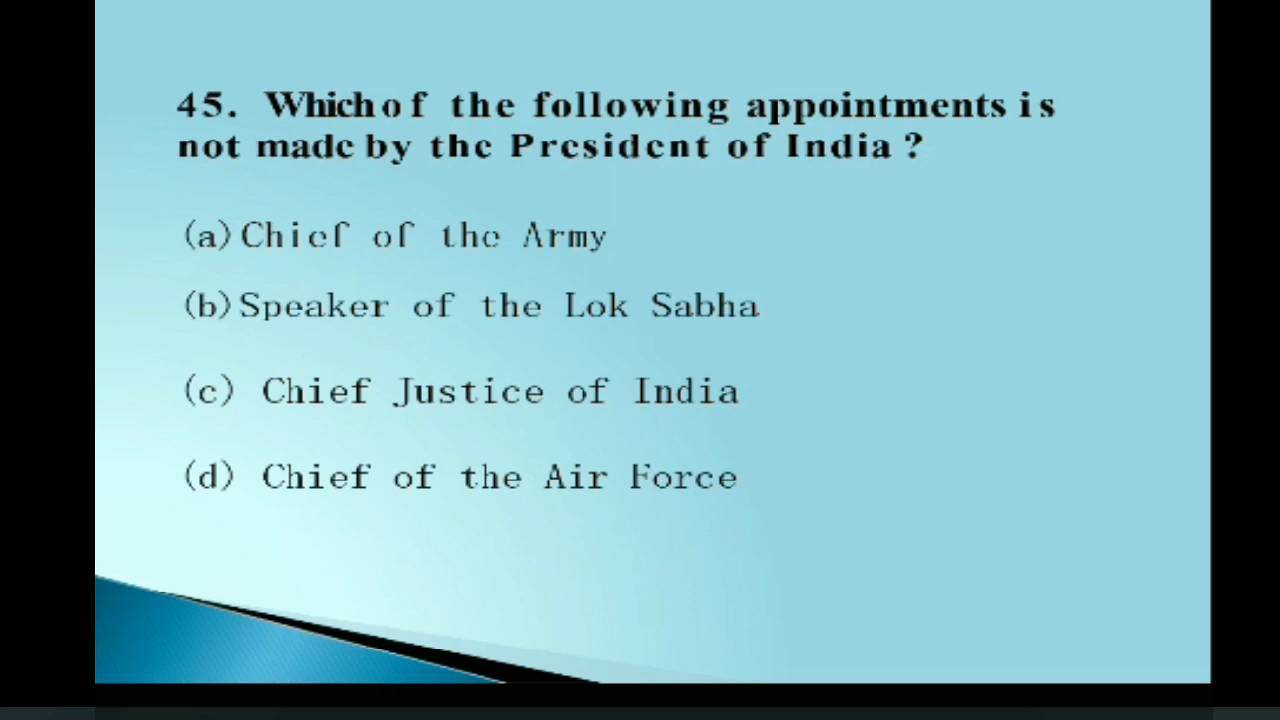 45. Which of the following appointments is
not made by the President of India ?
(a) Chief of the Army
(b) Speaker of the Lok Sabha
(c) Chief Justice of India
(d) Chief of the Air Force